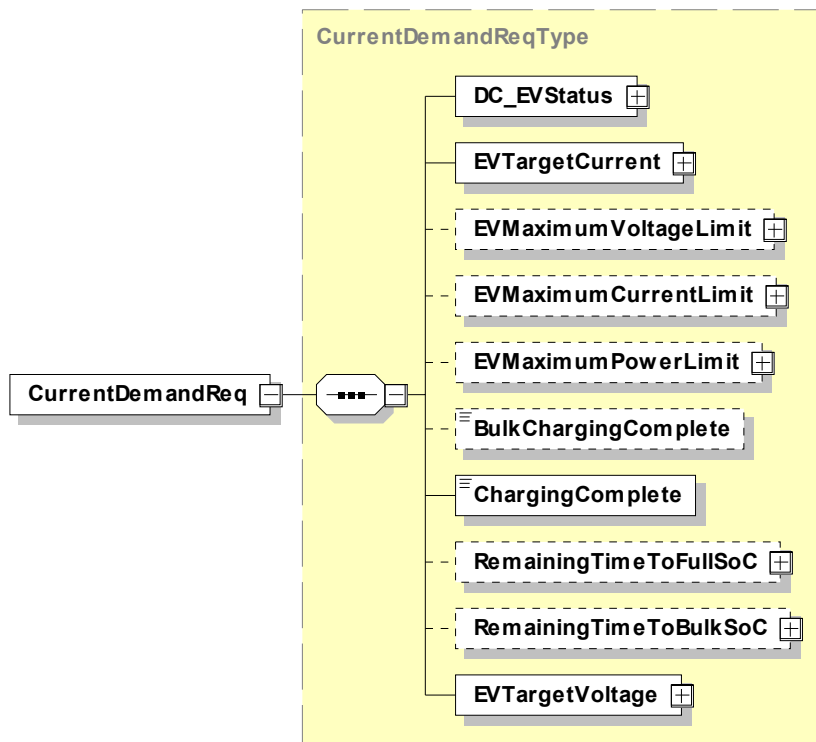 CurrentDemandReqType
DC_EVStatus
EVTargetCurrent
EVMaximumVoltageLimit
EVMaximumCurrentLimit
EVMaximumPowerLimit
CurrentDemandReq
BulkChargingComplete
ChargingComplete
RemainingTimeToFullSoC
RemainingTimeToBulkSoC
EVTargetVoltage